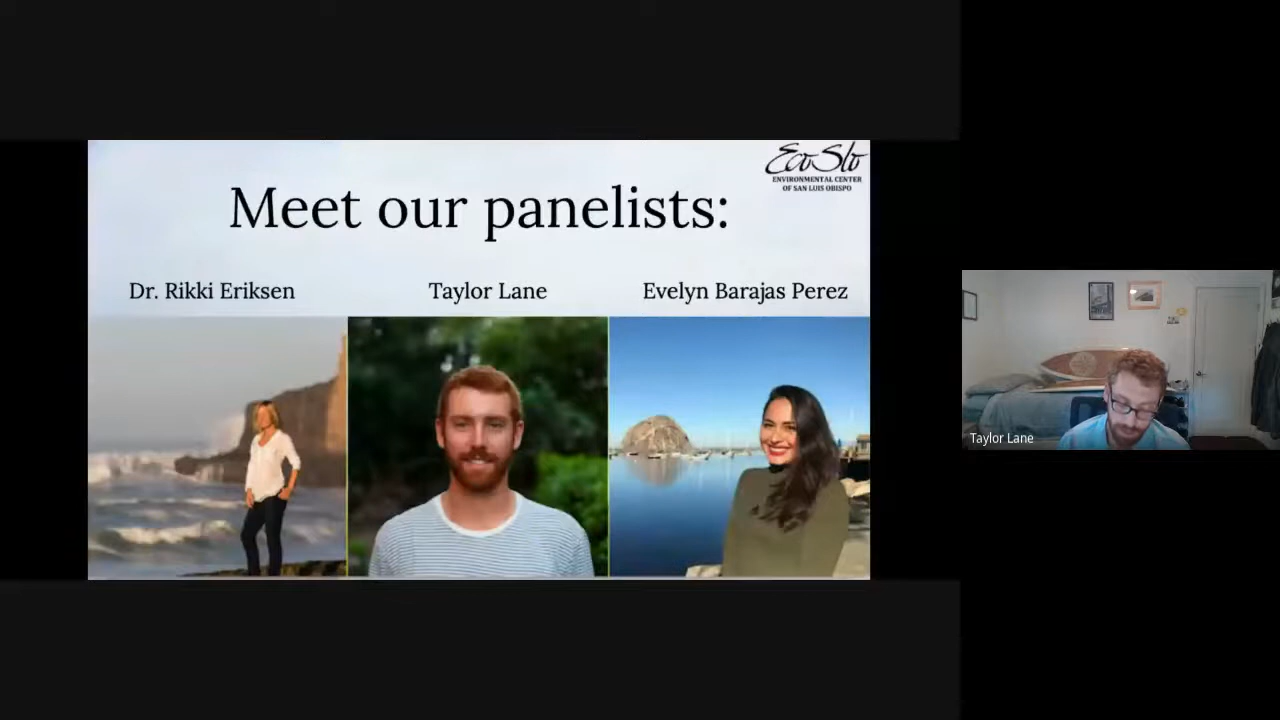 EcoSlo
ENVIRONMENTAL CENTER
OF SAN LUIS OBISPO
Meet our panelists:
Dr. Rikki Eriksen
Taylor Lane
Evelyn Barajas Perez
Taylor Lane